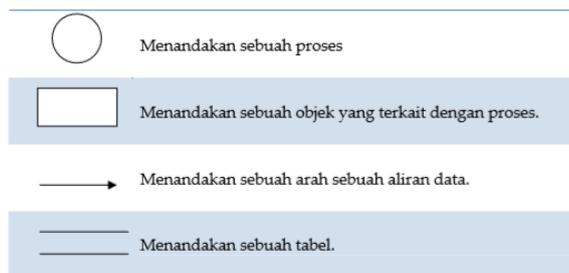 Menandakan sebuah proses
Menandakan sebuah objek yang terkait dengan proses.
Menandakan sebuah arah sebuah aliran data.
Menandakan sebuah tabel.